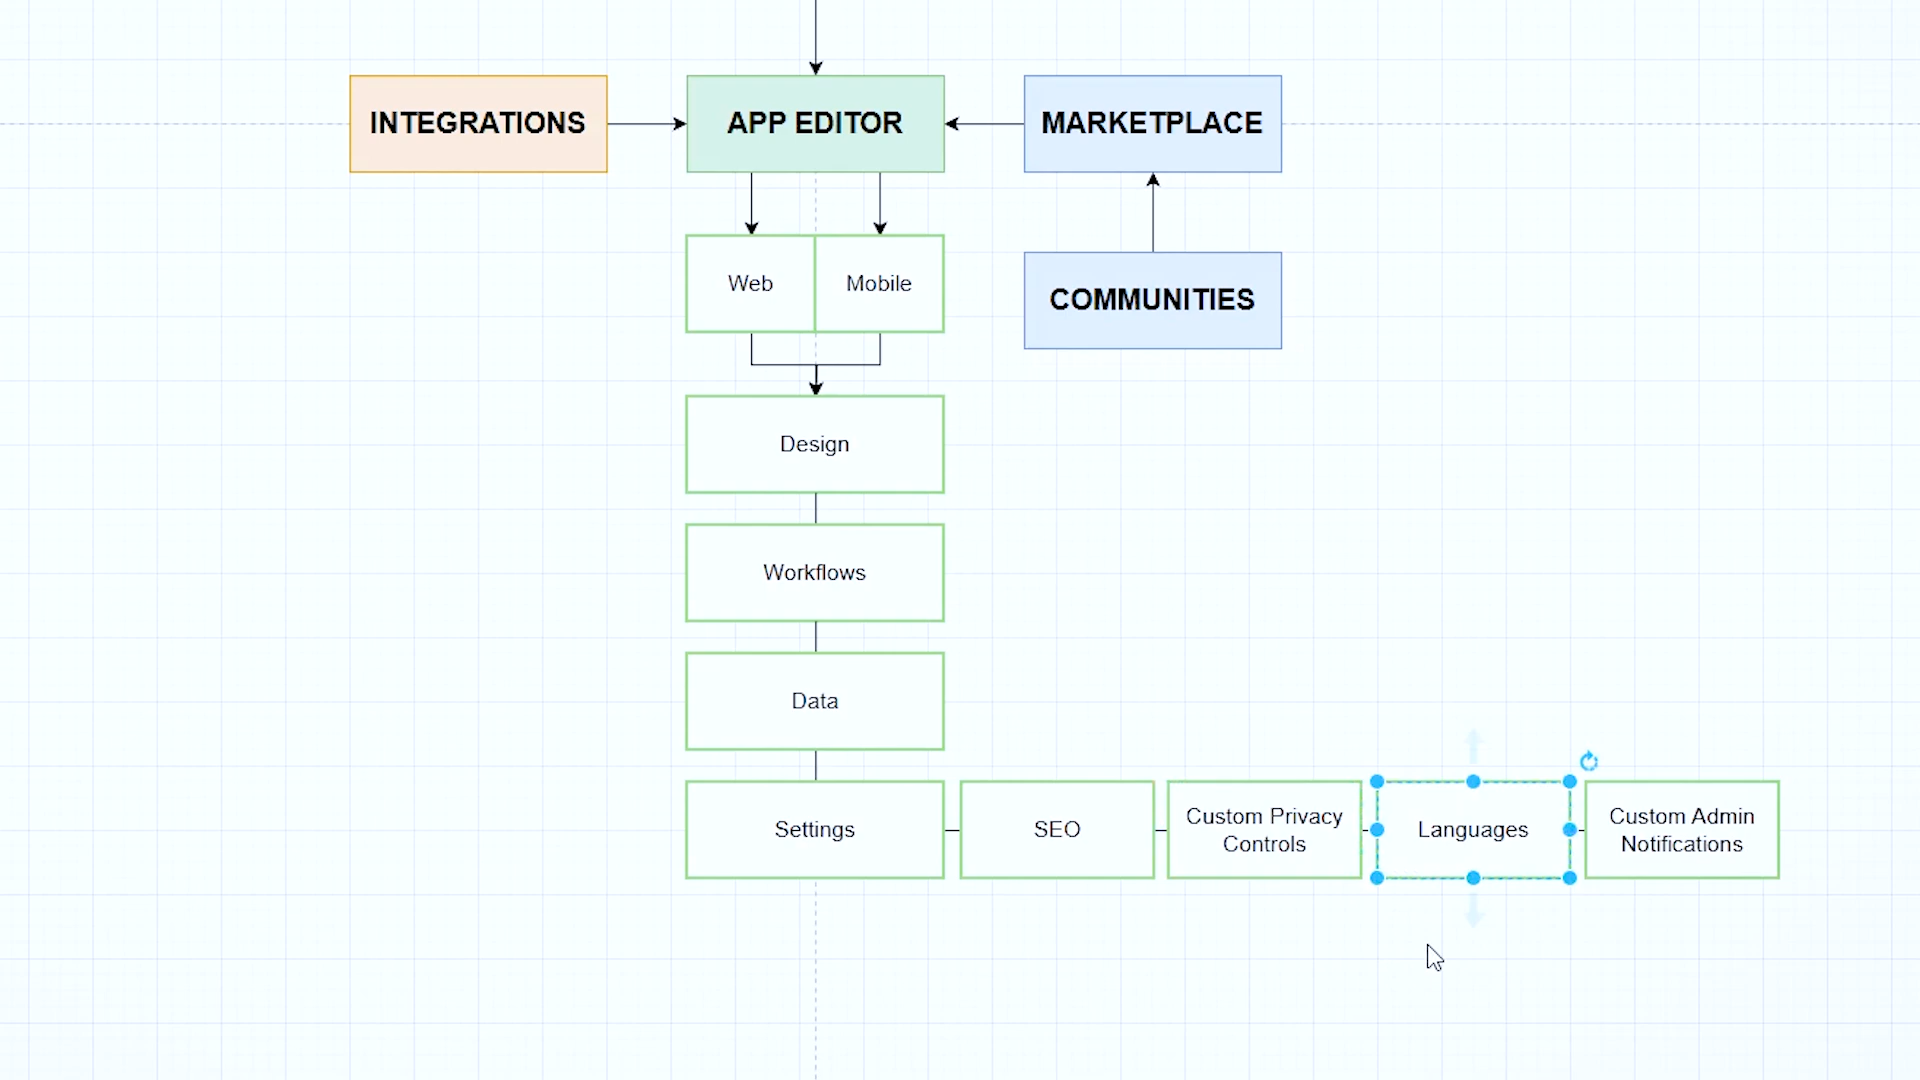 INTEGRATIONS
APP EDITOR
MARKETPLACE
Web
Mobile
COMMUNITIES
Design
Workflows
Data
Settings
SEO
Custom Privacy
Controls
Languages
Custom Admin
Notifications